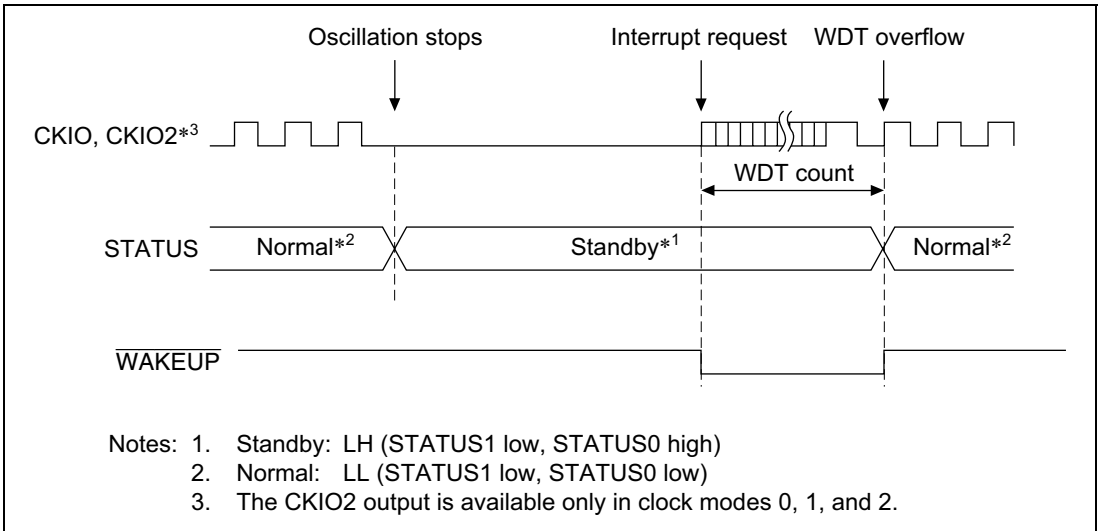 Oscillation stops Interrupt request WDT overflow
CKIO, CKIO2*3
WDT count
STATUS Normal*2 Standby*1 Normal*2
WAKEUP
Notes: 1. Standby: LH (STATUS1 low, STATUS0 high)
2. Normal: LL (STATUS1 low, STATUS0 low)
3. The CKIO2 output is available only in clock modes 0, 1, and 2.